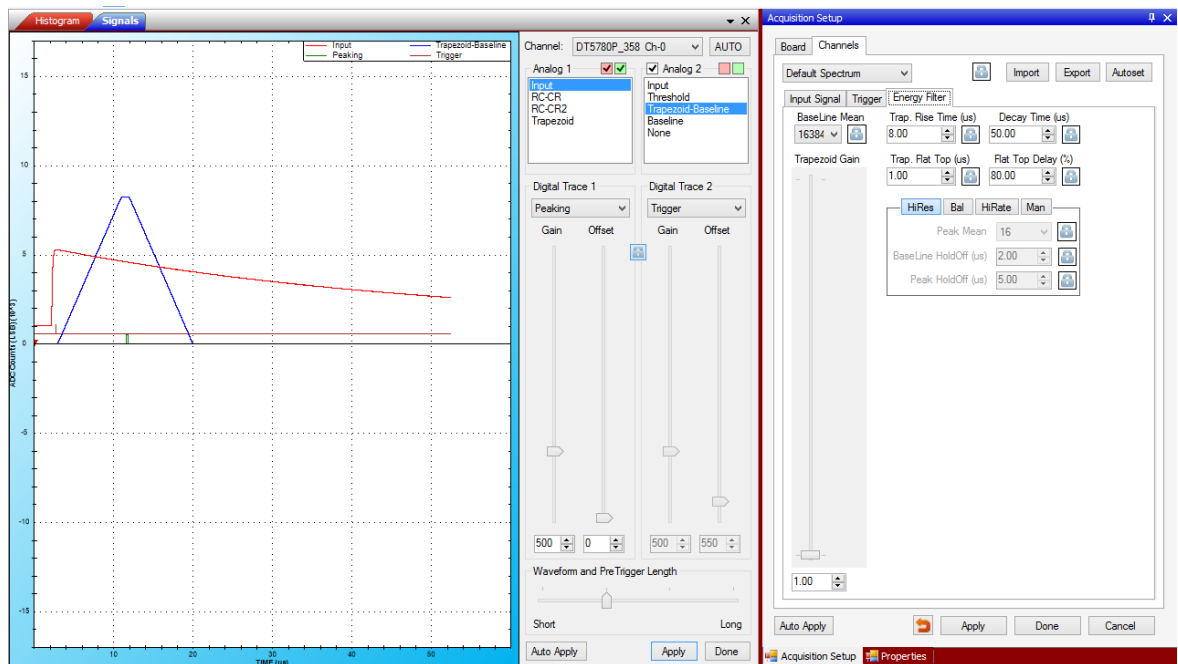 Histogram Signals
Input Trapezoid-Baseline
Peaking Trigger
15
10
5
0
-5
-10
-15
ADC Counts (LSB)(10^3)
10 20 30 40 50
TIME (us)
Channel: DT5780P_358 Ch-0 AUTO
Analog 1 Analog 2
Input Input
RC-CR Threshold
RC-CR2 Trapezoid-Baseline
Trapezoid Baseline
None
Digital Trace 1 Digital Trace 2
Peaking Trigger
Gain Offset Gain Offset
500 0 500 550
Waveform and PreTrigger Length
Short Long
Auto Apply Apply Done
Acquisition Setup
Board Channels
Default Spectrum Import Export Autoset
Input Signal Trigger Energy Filter
BaseLine Mean Trap. Rise Time (us) Decay Time (us)
16384 8.00 50.00
Trapezoid Gain Trap. Flat Top (us) Flat Top Delay (%)
1.00 80.00
HiRes Bal HiRate Man
Peak Mean 16
BaseLine HoldOff (us) 2.00
Peak HoldOff (us) 5.00
1.00
Auto Apply Apply Done Cancel
Acquisition Setup Properties